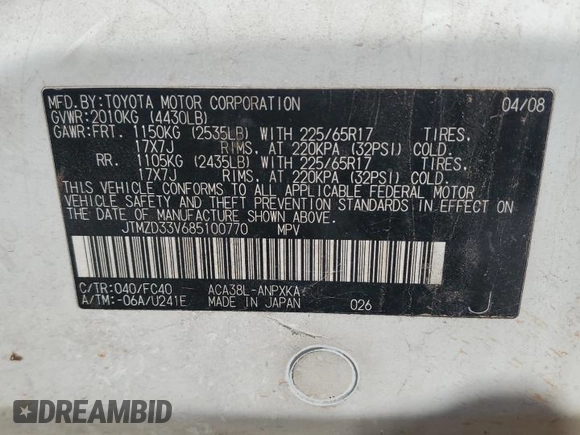 MFD. BY:TOYOTA MOTOR CORPORATION 04/08
GVWR:2010KG (4430LB)
GAWR:FRT. 1150KG (2535LB) WITH 225/65R17 TIRES,
17X7J RIMS, AT 220KPA (32PSI) COLD.
RR. 1105KG (2435LB) WITH 225/65R17 TIRES,
17X7J RIMS, AT 220KPA (32PSI) COLD.
THIS VEHICLE CONFORMS TO ALL APPLICABLE FEDERAL MOTOR
VEHICLE SAFETY AND THEFT PREVENTION STANDARDS IN EFFECT ON
THE DATE OF MANUFACTURE SHOWN ABOVE.
JTMZD33V685100770 MPV
C/TR:040/FC40 ACA38L-ANPXKA
A/TM:-06A/U241E MADE IN JAPAN 026 J
DREAMBID